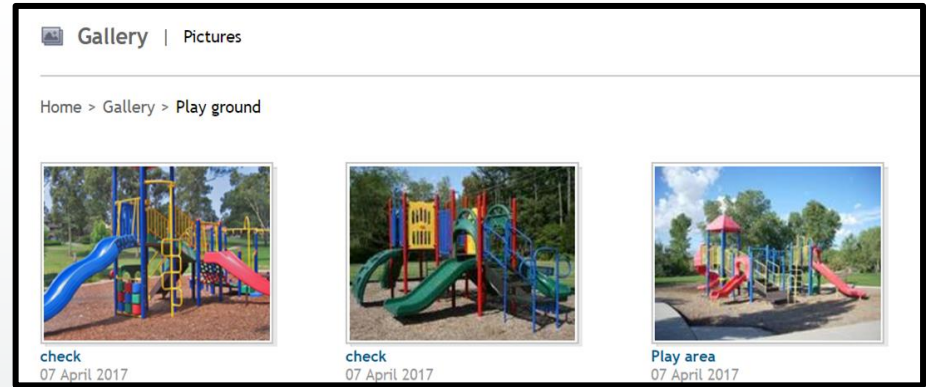 Gallery | Pictures
Home > Gallery > Play ground
check
07 April 2017
check
07 April 2017
Play area
07 April 2017